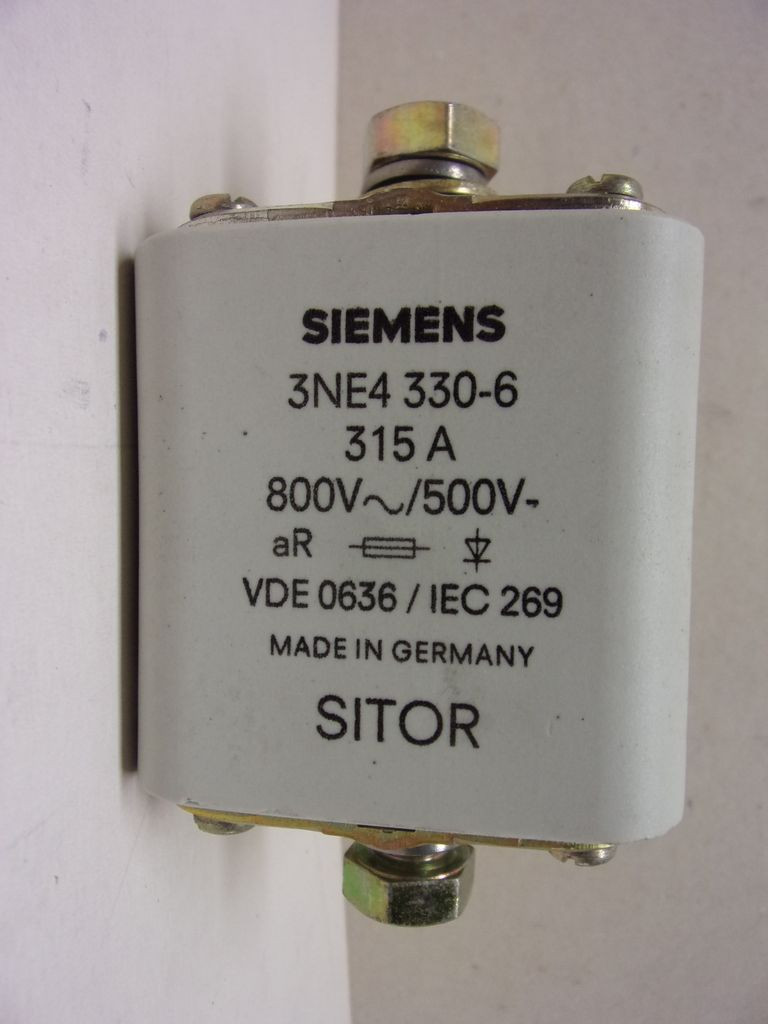 SIEMENS
3NE4 330-6
315 A
800V~/500V-
aR
VDE 0636 / IEC 269
MADE IN GERMANY
SITOR